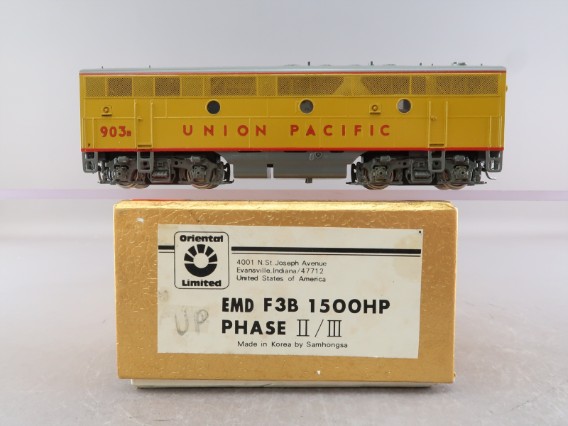 903B
UNION PACIFIC
Oriental
Limited
4001 N.St Joseph Avenue
Evansville,Indiana/47712
United States of America
EMD F3B 1500HP
UP
PHASE II/III
Made in Korea by Samhongsa